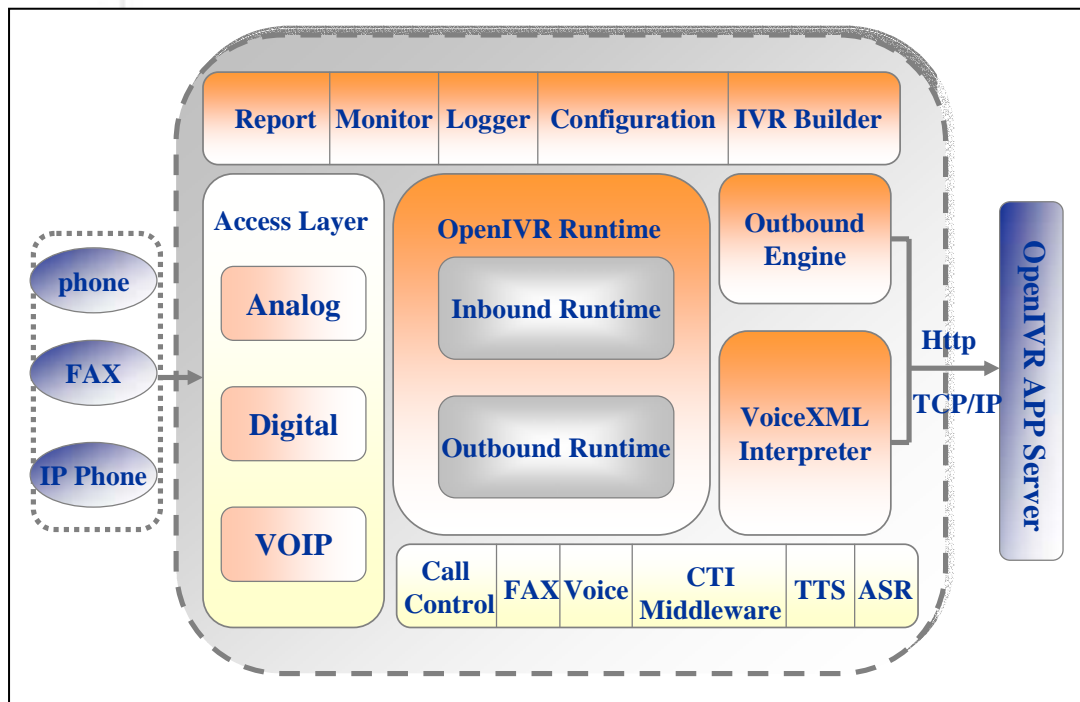 Report Monitor Logger Configuration IVR Builder
phone
FAX
IP Phone
Access Layer
Analog
Digital
VOIP
OpenIVR Runtime
Inbound Runtime
Outbound Runtime
Outbound
Engine
VoiceXML
Interpreter
Http
TCP/IP
OpenIVR APP Server
Call
Control
FAX
Voice
CTI
Middleware
TTS
ASR